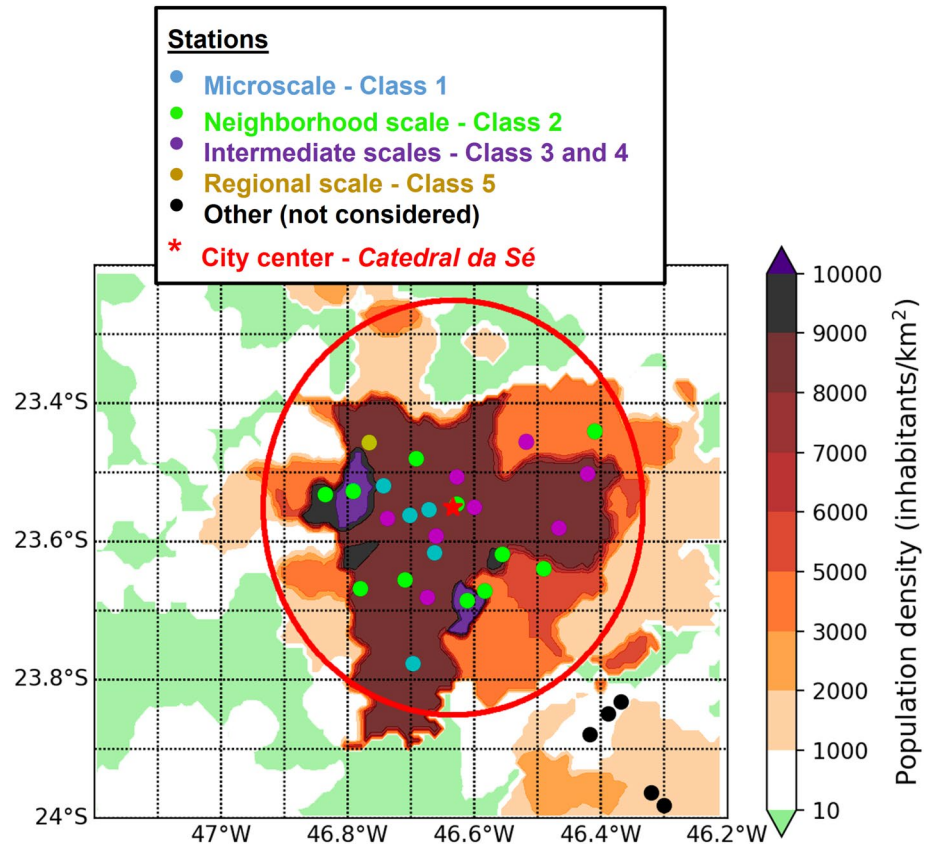 Stations
Microscale - Class 1
Neighborhood scale - Class 2
Intermediate scales - Class 3 and 4
Regional scale - Class 5
Other (not considered)
* City center - Catedral da Sé
23.4°S
23.6°S
23.8°S
24°S
47°W
46.8°W
46.6°W
46.4°W
46.2°W
10000
9000
8000
7000
6000
5000
3000
2000
1000
10
Population density (inhabitants/km²)